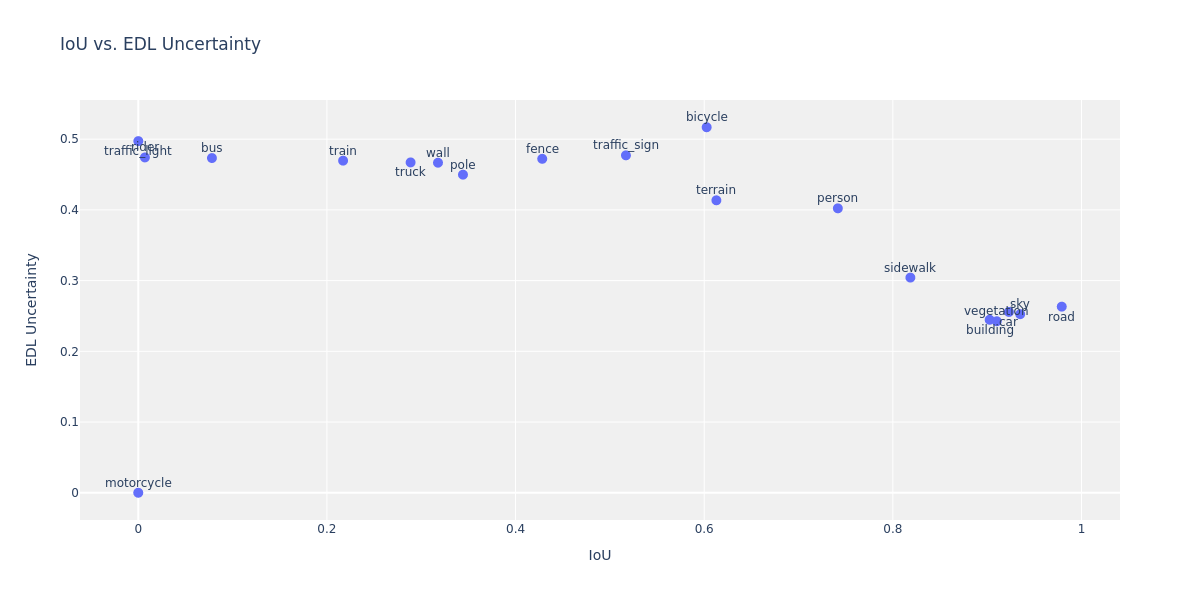 IoU vs. EDL Uncertainty
bicycle
0.5
rider
traffic_light
bus
train
truck
wall
pole
fence
traffic_sign
terrain
person
0.4
sidewalk
0.3
sky
vegetation
car
building
road
0.2
0.1
motorcycle
0
0
0.2
0.4
0.6
0.8
1
IoU
EDL Uncertainty